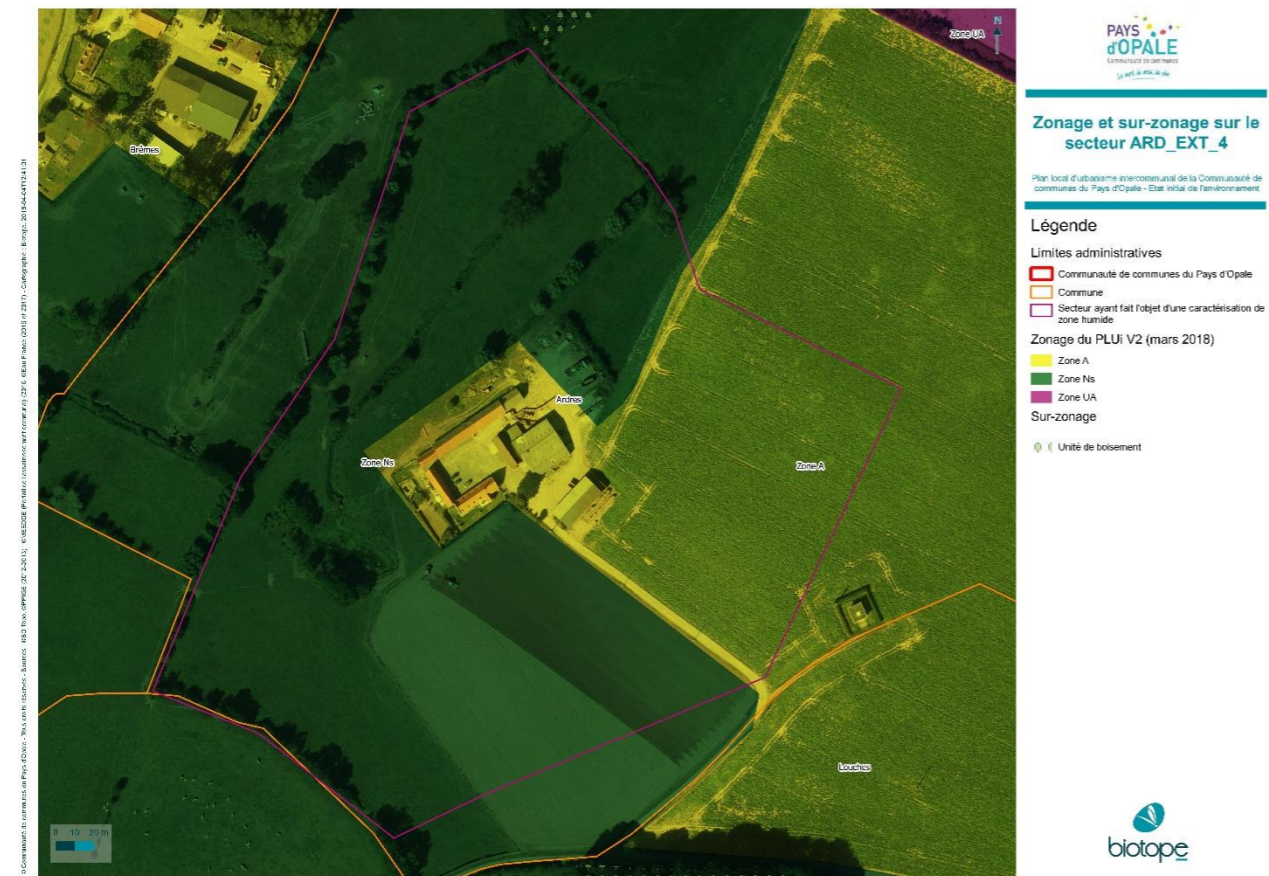 PAYS
d'OPALE
Communauté de communes
Zonage et sur-zonage sur le
secteur ARD_EXT_4
Plan local d'urbanisme intercommunal de la Communauté de
communes du Pays d'Opale - Etat initial de l'environnement
Légende
Limites administratives
Communauté de communes du Pays d'Opale
Commune
Secteur ayant fait l'objet d'une caractérisation de
zone humide
Zonage du PLUi V2 (mars 2018)
Zone A
Zone Ns
Zone UA
Sur-zonage
Unité de boisement
biotope
N
Zone UA
Brêmes
Ardres
Zone Ns
Zone A
Louches
0 10 20 m